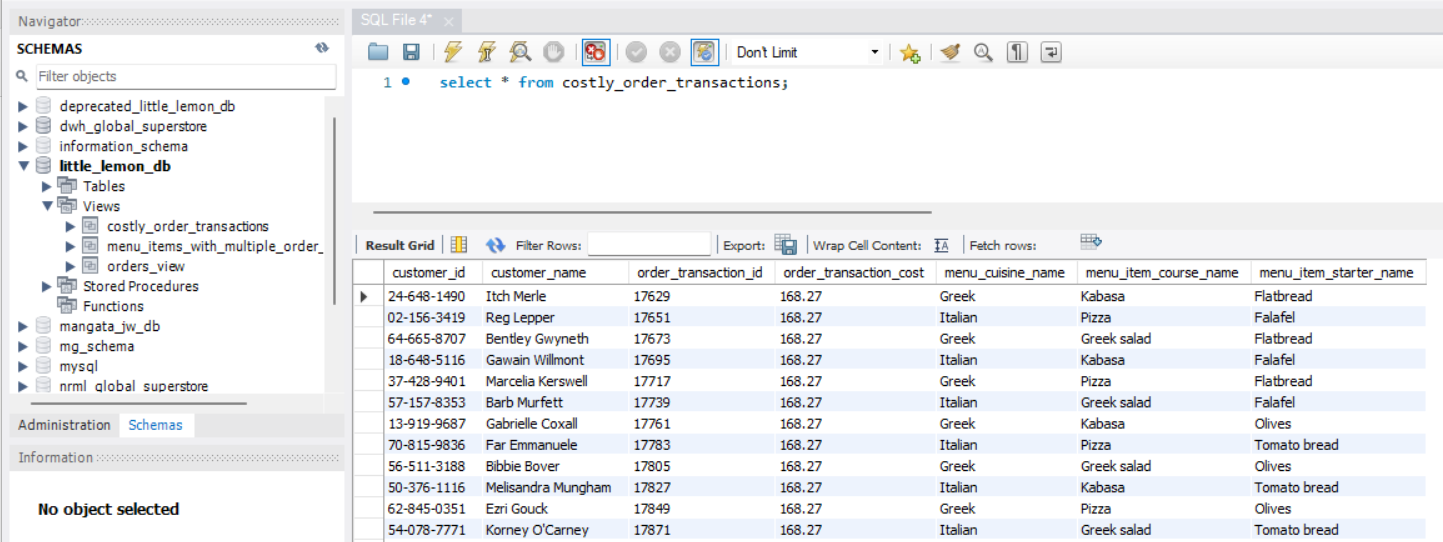 Navigator
SCHEMAS
Filter objects
deprecated_little_lemon_db
dwh_global_superstore
information_schema
little_lemon_db
Tables
Views
costly_order_transactions
menu_items_with_multiple_order_
orders_view
Stored Procedures
Functions
mangata_jw_db
mg_schema
mysql
nrml_global_superstore
Administration Schemas
Information
No object selected
SQL File 4*
Don't Limit
1 select * from costly_order_transactions;
Result Grid Filter Rows: Export: Wrap Cell Content: Fetch rows:
customer_id customer_name order_transaction_id order_transaction_cost menu_cuisine_name menu_item_course_name menu_item_starter_name
24-648-1490 Itch Merle 17629 168.27 Greek Kabasa Flatbread
02-156-3419 Reg Lepper 17651 168.27 Italian Pizza Falafel
64-665-8707 Bentley Gwyneth 17673 168.27 Greek Greek salad Flatbread
18-648-5116 Gawain Willmont 17695 168.27 Italian Kabasa Falafel
37-428-9401 Marcelia Kerswell 17717 168.27 Greek Pizza Flatbread
57-157-8353 Barb Murfett 17739 168.27 Italian Greek salad Falafel
13-919-9687 Gabrielle Coxall 17761 168.27 Greek Kabasa Olives
70-815-9836 Far Emmanuele 17783 168.27 Italian Pizza Tomato bread
56-511-3188 Bibbie Bover 17805 168.27 Greek Greek salad Olives
50-376-1116 Melisandra Mungham 17827 168.27 Italian Kabasa Tomato bread
62-845-0351 Ezri Gouck 17849 168.27 Greek Pizza Olives
54-078-7771 Korney O'Carney 17871 168.27 Italian Greek salad Tomato bread